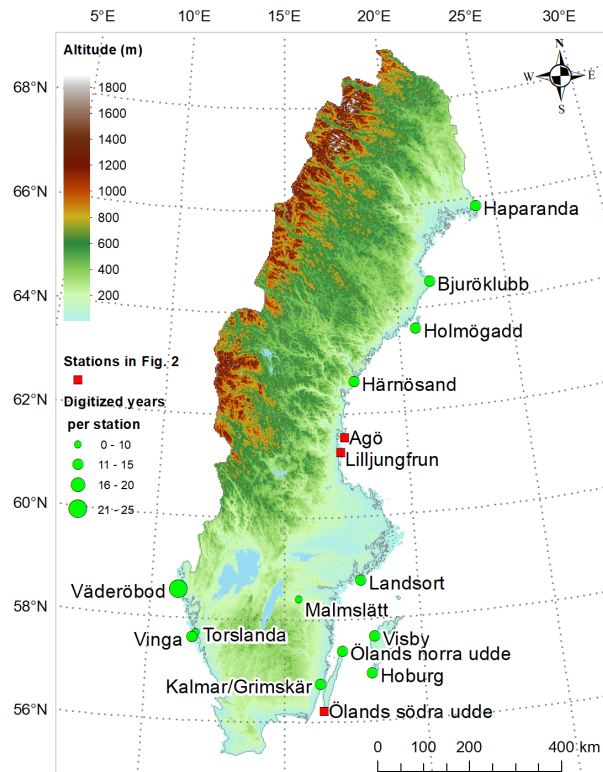 10°E 15°E 20°E 25°E 30°E
Altitude (m)
1800
1600
1400
1200
1000
800
600
400
200
N
W E
S
68°N
66°N
64°N
62°N
60°N
58°N
56°N
Stations in Fig. 2
Digitized years
per station
0 - 10
11 - 15
16 - 20
21 - 25
Haparanda
Bjuröklubb
Holmögadd
Härnösand
Agö
Lilljungfrun
Landsort
Väderöbod
Malmslätt
Vinga
Torslanda
Visby
Ölands norra udde
Hoburg
Kalmar/Grimskär
Ölands södra udde
0 100 200 400 km